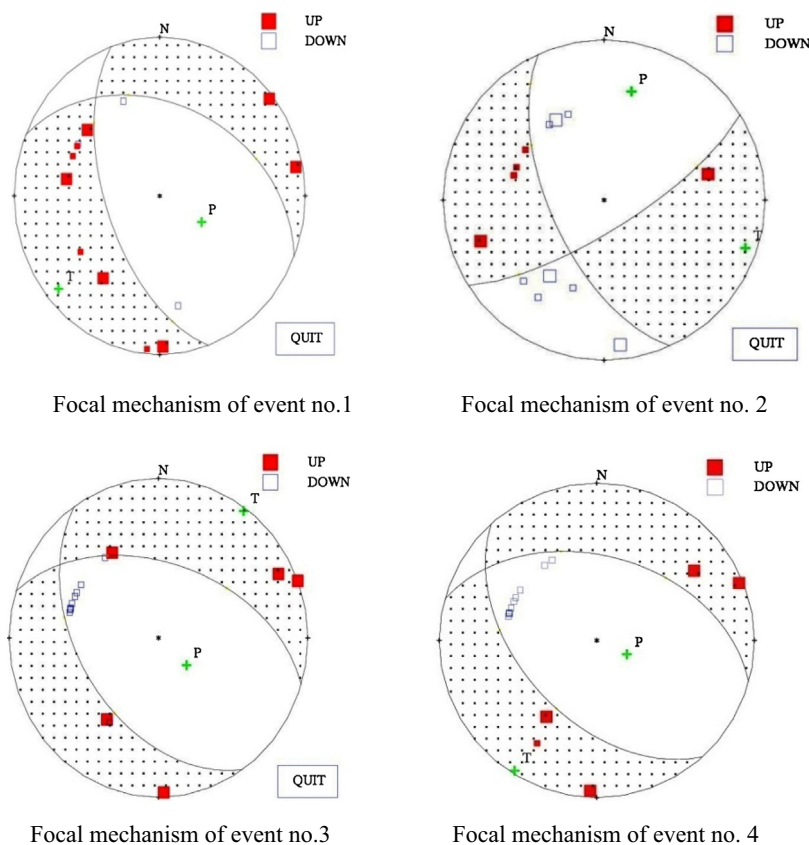 N
UP
DOWN
P
T
QUIT
Focal mechanism of event no.1
N
UP
DOWN
P
T
QUIT
Focal mechanism of event no. 2
N
UP
DOWN
T
P
QUIT
Focal mechanism of event no.3
N
UP
DOWN
P
T
Focal mechanism of event no. 4